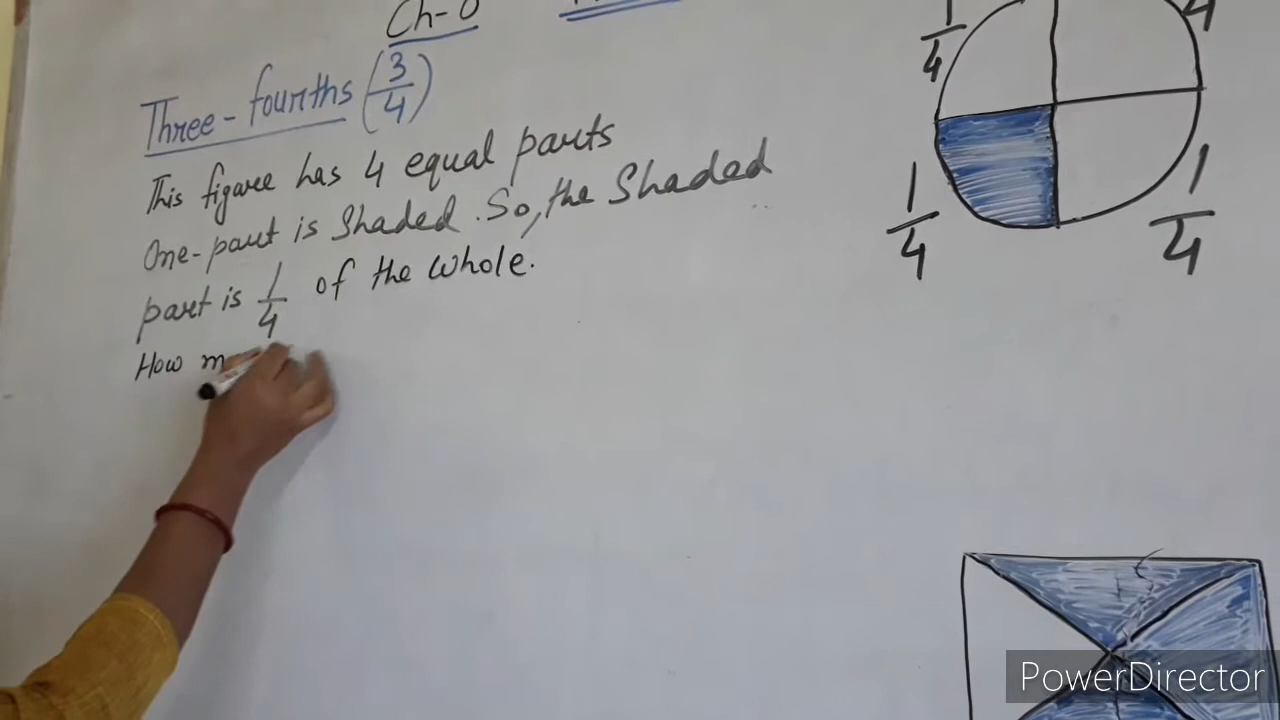 Ch-
Three-fourths (3/4)
This figure has 4 equal parts
One-part is Shaded. So, the Shaded
part is 1/4 of the whole.
How m
1/4
4
1/4
1/4
PowerDirector